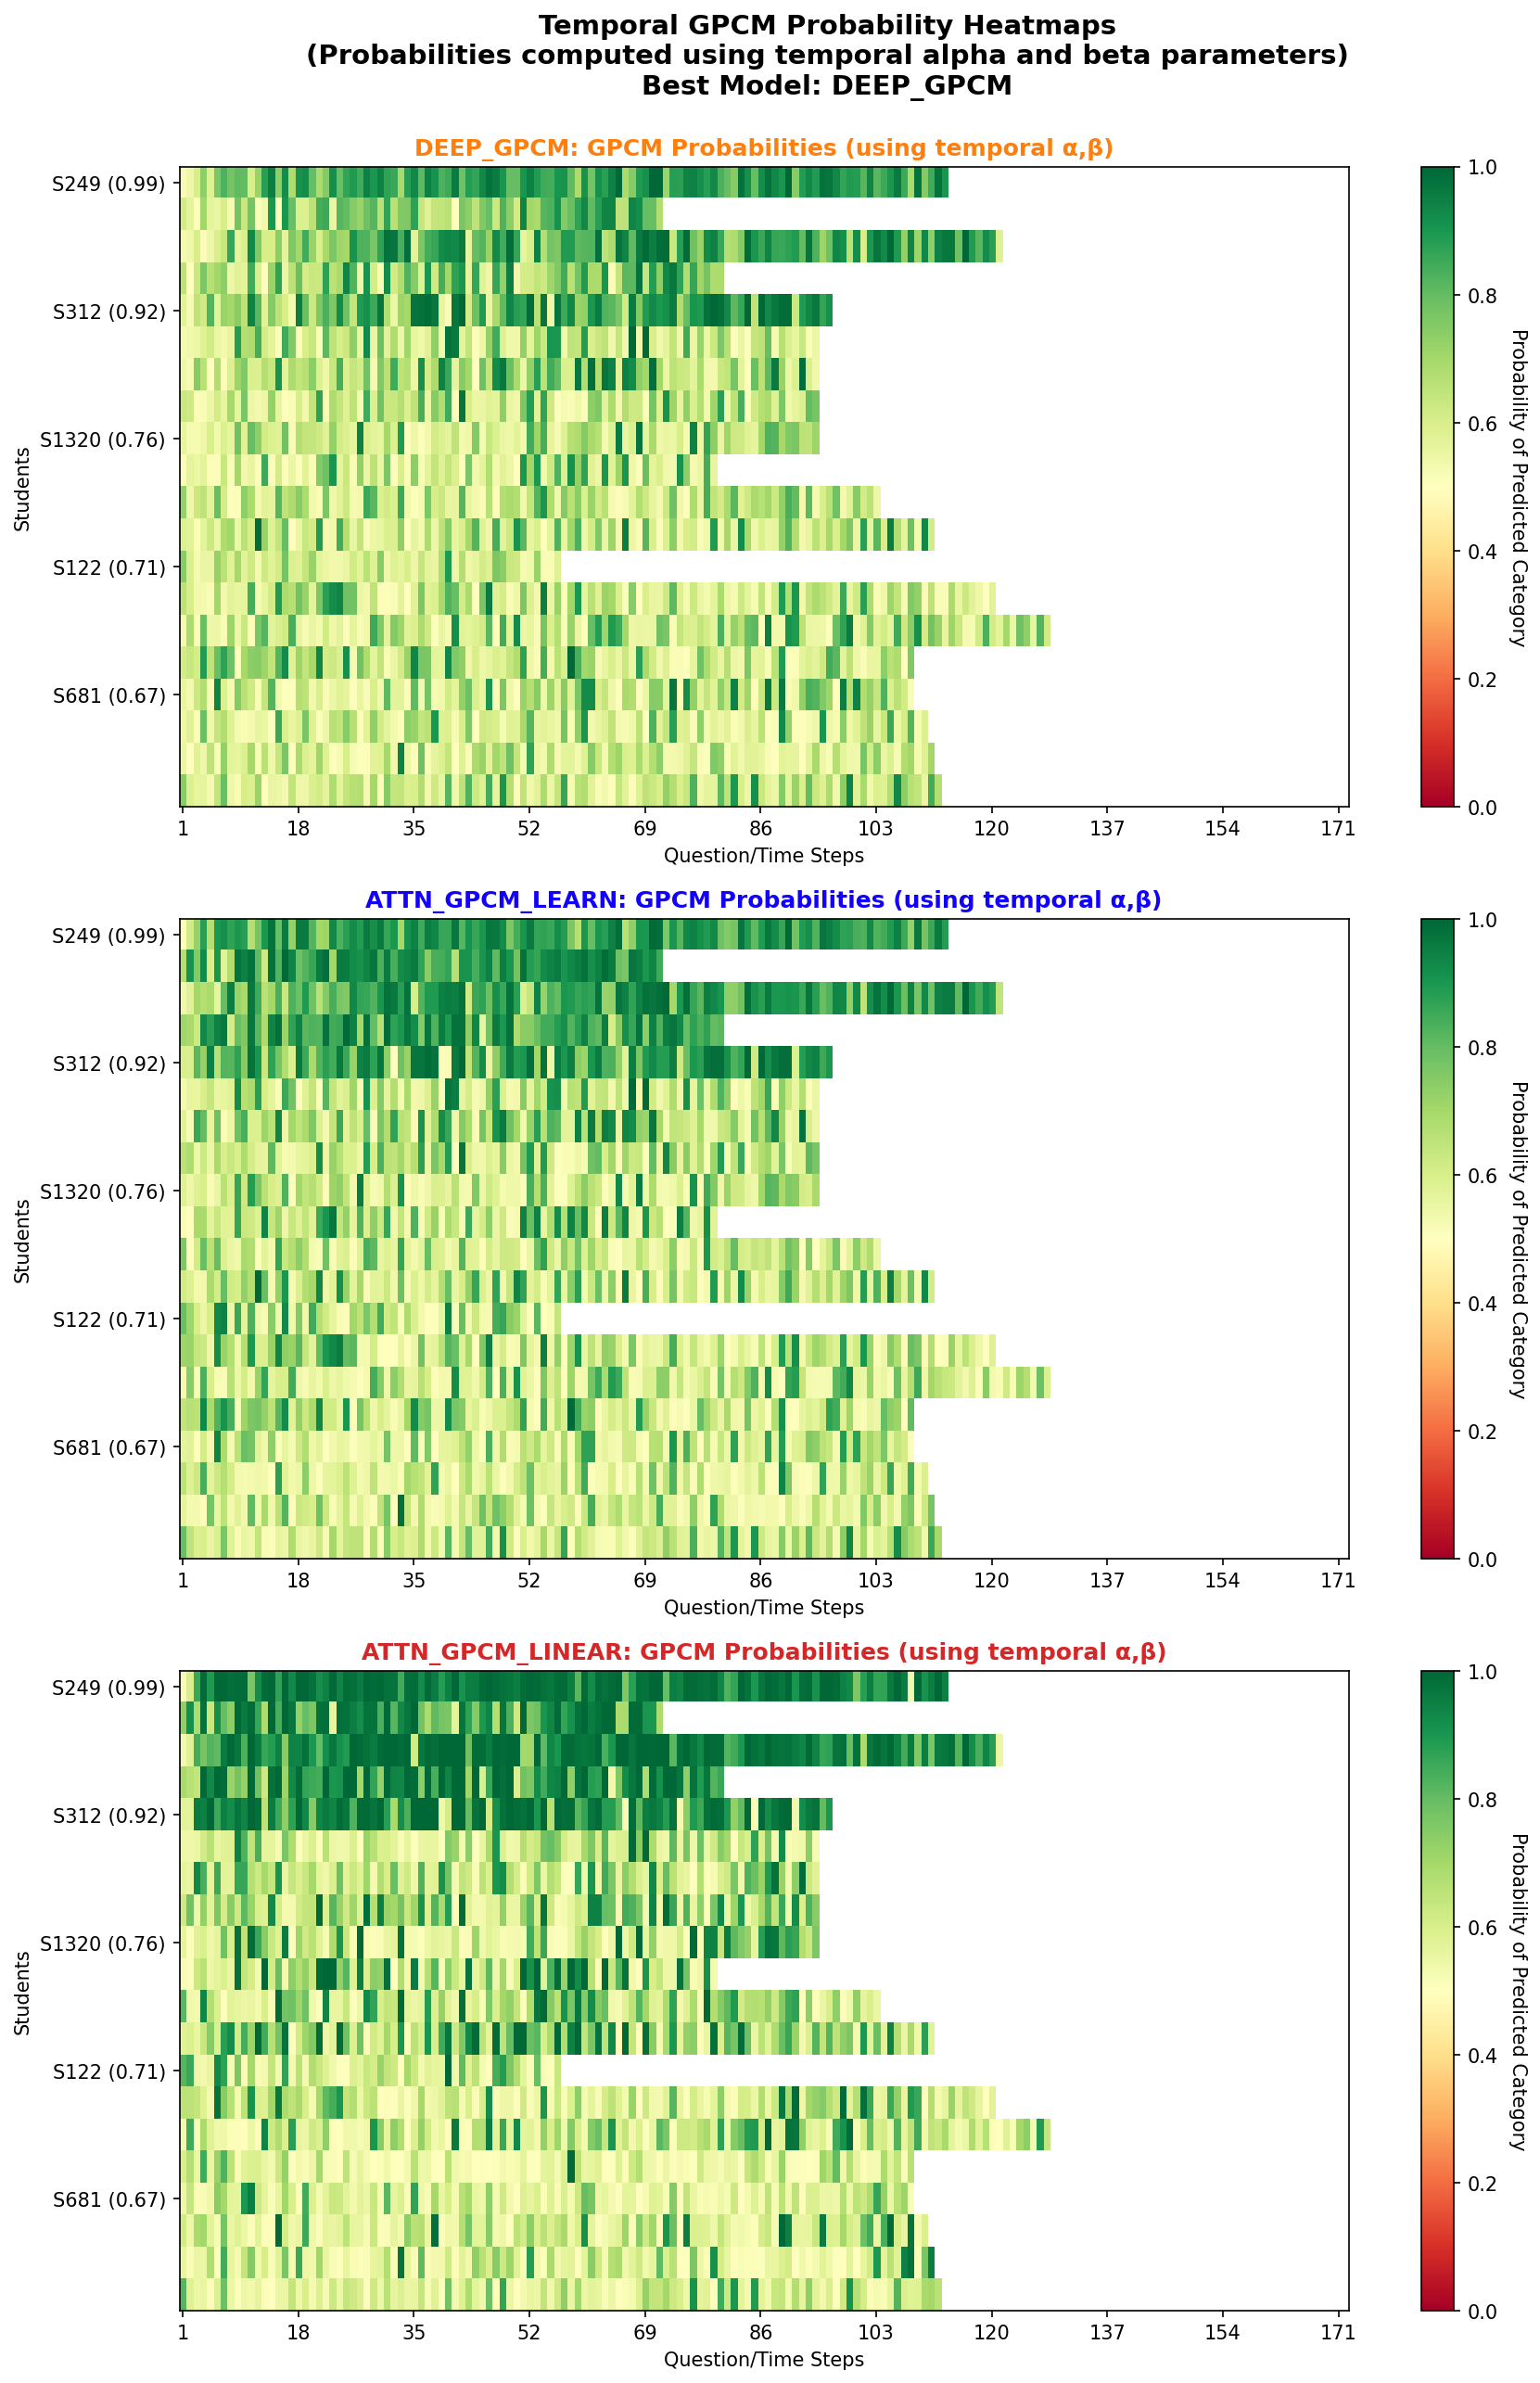 Temporal GPCM Probability Heatmaps
(Probabilities computed using temporal alpha and beta parameters)
Best Model: DEEP_GPCM
DEEP_GPCM: GPCM Probabilities (using temporal α,β)
Students
S249 (0.99)
S312 (0.92)
S1320 (0.76)
S122 (0.71)
S681 (0.67)
1 18 35 52 69 86 103 120 137 154 171
Question/Time Steps
1.0
0.8
0.6
0.4
0.2
0.0
Probability of Predicted Category
ATTN_GPCM_LEARN: GPCM Probabilities (using temporal α,β)
Students
S249 (0.99)
S312 (0.92)
S1320 (0.76)
S122 (0.71)
S681 (0.67)
1 18 35 52 69 86 103 120 137 154 171
Question/Time Steps
1.0
0.8
0.6
0.4
0.2
0.0
Probability of Predicted Category
ATTN_GPCM_LINEAR: GPCM Probabilities (using temporal α,β)
Students
S249 (0.99)
S312 (0.92)
S1320 (0.76)
S122 (0.71)
S681 (0.67)
1 18 35 52 69 86 103 120 137 154 171
Question/Time Steps
1.0
0.8
0.6
0.4
0.2
0.0
Probability of Predicted Category